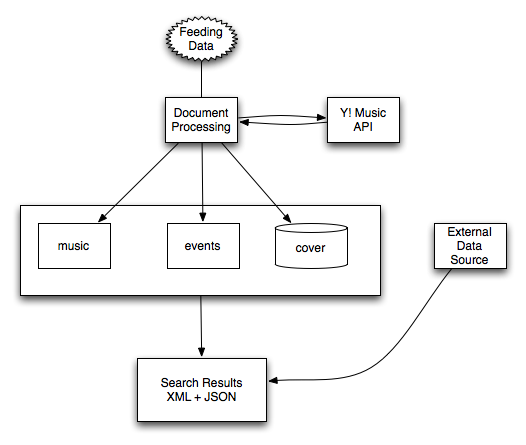 Feeding
Data
Document
Processing
Y! Music
API
music
events
cover
External
Data
Source
Search Results
XML + JSON